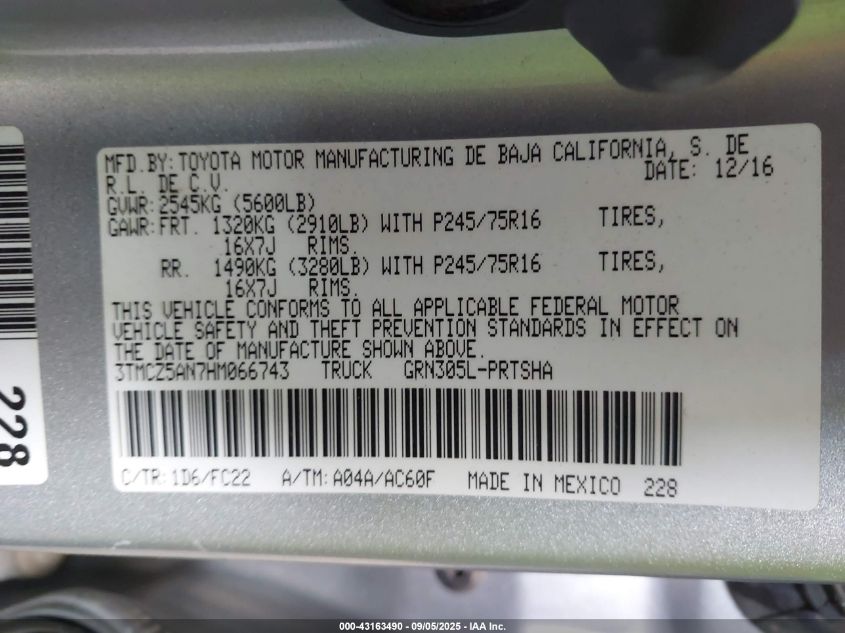 MFD.BY: TOYOTA MOTOR MANUFACTURING DE BAJA CALIFORNIA, S. DE
R.L. DE C.V. DATE: 12/16
GVWR: 2545KG (5600LB)
GAWR: FRT. 1320KG (2910LB) WITH P245/75R16 TIRES,
16X7J RIMS.
RR. 1490KG (3280LB) WITH P245/75R16 TIRES,
16X7J RIMS.
THIS VEHICLE CONFORMS TO ALL APPLICABLE FEDERAL MOTOR
VEHICLE SAFETY AND THEFT PREVENTION STANDARDS IN EFFECT ON
THE DATE OF MANUFACTURE SHOWN ABOVE.
3TMCZ5AN7HM066743 TRUCK GRN305L-PRTSHA
C/TR: 1D6/FC22 A/TM: A04A/AC60F MADE IN MEXICO 228
228
000-43163490 - 09/05/2025 - IAA Inc.